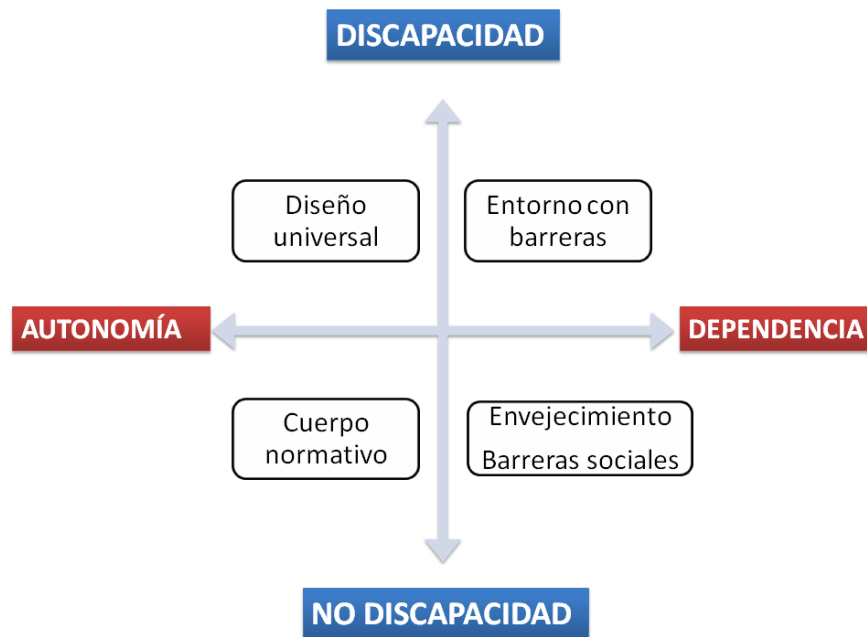 DISCAPACIDAD
Diseño
universal
Entorno con
barreras
AUTONOMÍA
DEPENDENCIA
Cuerpo
normativo
Envejecimiento
Barreras sociales
NO DISCAPACIDAD